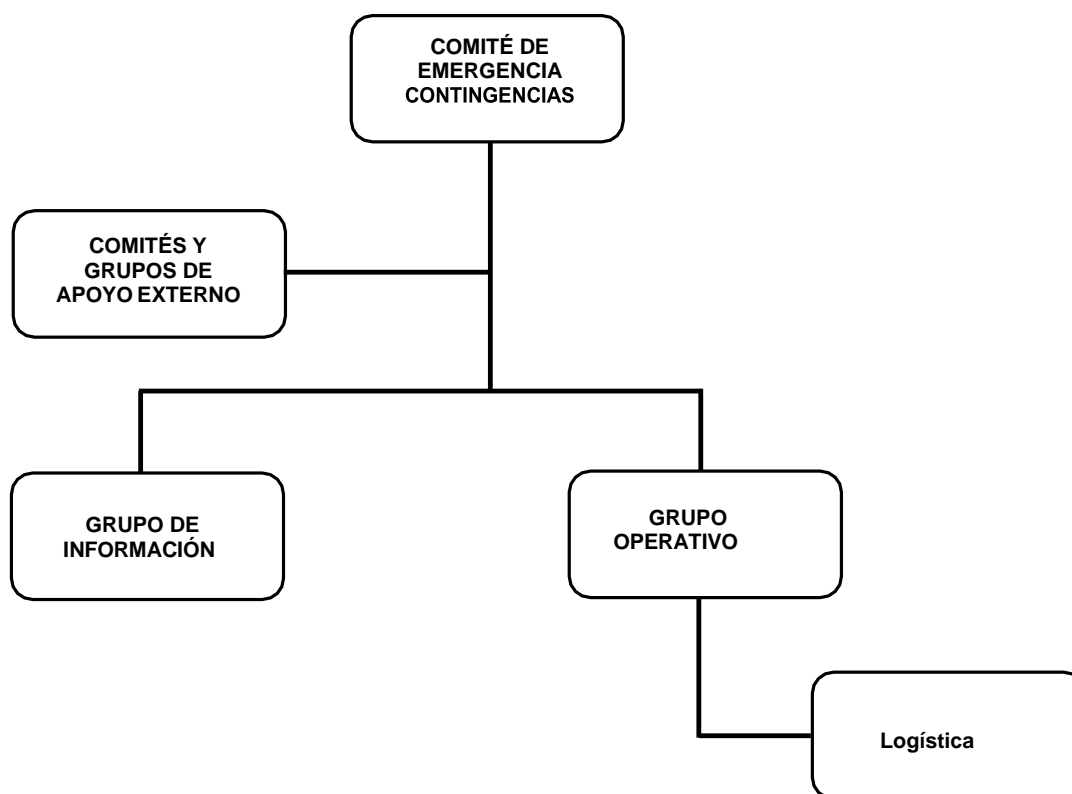 COMITÉ DE
EMERGENCIA
CONTINGENCIAS
COMITÉS Y
GRUPOS DE
APOYO EXTERNO
GRUPO DE
INFORMACIÓN
GRUPO
OPERATIVO
Logística